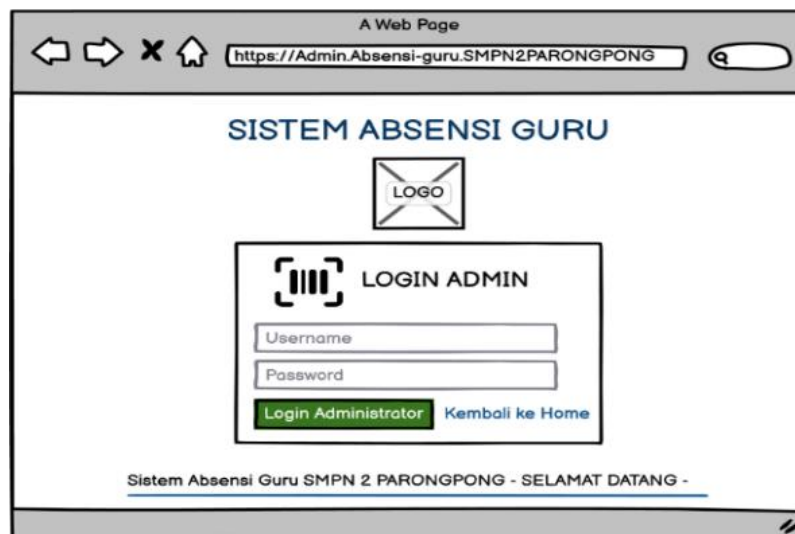 A Web Page
https://Admin.Absensi-guru.SMPN2PARONGPONG
SISTEM ABSENSI GURU
LOGO
LOGIN ADMIN
Username
Password
Login Administrator Kembali ke Home
Sistem Absensi Guru SMPN 2 PARONGPONG - SELAMAT DATANG -